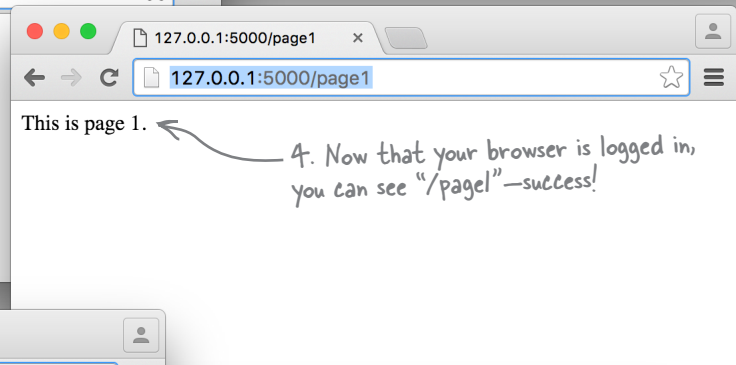 127.0.0.1:5000/page1
127.0.0.1:5000/page1
This is page 1.
4. Now that your browser is logged in,
you can see “/page1”—success!